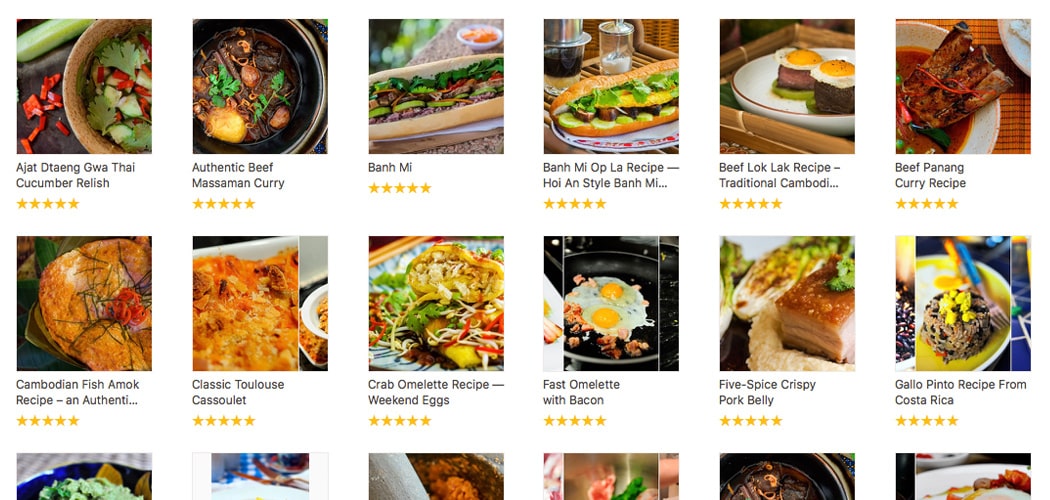 Ajat Dtaeng Gwa Thai
Cucumber Relish
Authentic Beef
Massaman Curry
Banh Mi
Banh Mi Op La Recipe —
Hoi An Style Banh Mi...
Beef Lok Lak Recipe –
Traditional Cambodi...
Beef Panang
Curry Recipe
Cambodian Fish Amok
Recipe – an Authenti...
Classic Toulouse
Cassoulet
Crab Omelette Recipe —
Weekend Eggs
Fast Omelette
with Bacon
Five-Spice Crispy
Pork Belly
Gallo Pinto Recipe From
Costa Rica